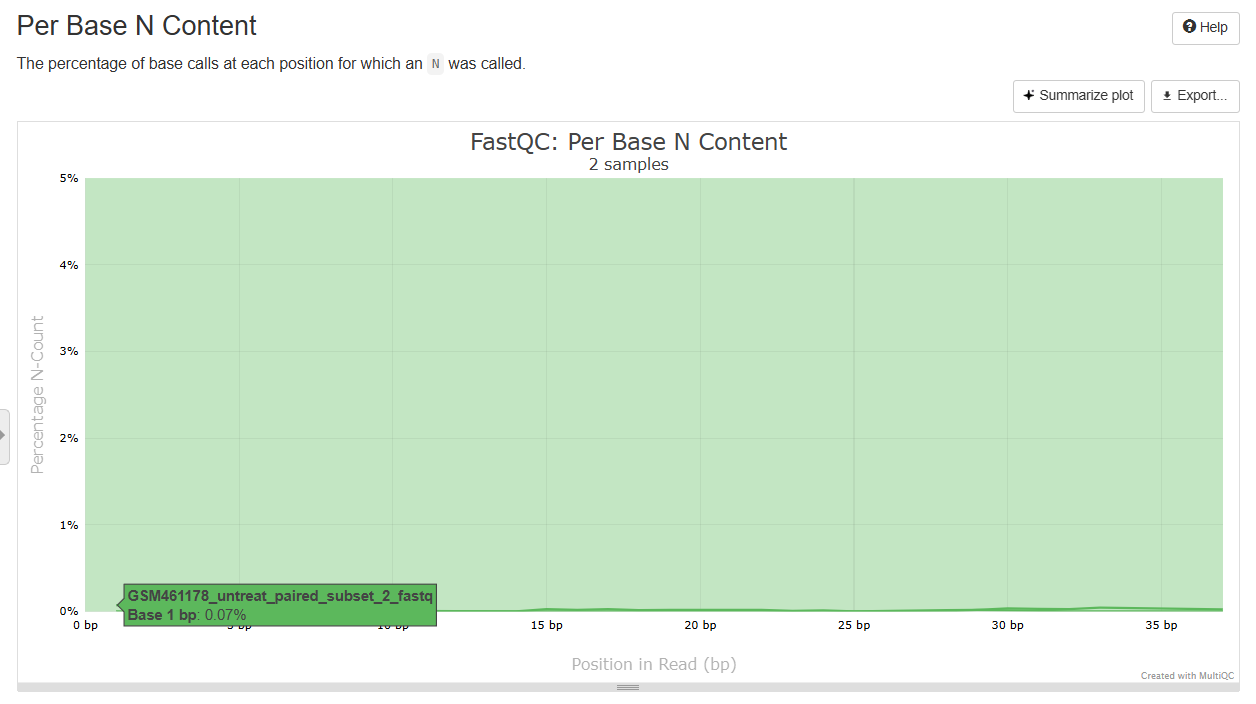 Per Base N Content
Help
The percentage of base calls at each position for which an N was called.
Summarize plot
Export...
FastQC: Per Base N Content
2 samples
5%
4%
3%
2%
1%
0%
Percentage N-Count
GSM461178_untreat_paired_subset_2_fastq
Base 1 bp: 0.07%
0 bp
15 bp
20 bp
25 bp
30 bp
35 bp
Position in Read (bp)
Created with MultiQC